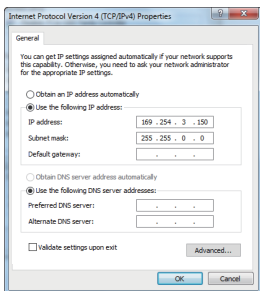 Internet Protocol Version 4 (TCP/IPv4) Properties
General
You can get IP settings assigned automatically if your network supports
this capability. Otherwise, you need to ask your network administrator
for the appropriate IP settings.
Obtain an IP address automatically
Use the following IP address:
IP address: 169 . 254 . 3 . 150
Subnet mask: 255 . 255 . 0 . 0
Default gateway: . . .
Obtain DNS server address automatically
Use the following DNS server addresses:
Preferred DNS server: . . .
Alternate DNS server: . . .
Validate settings upon exit
Advanced...
OK Cancel